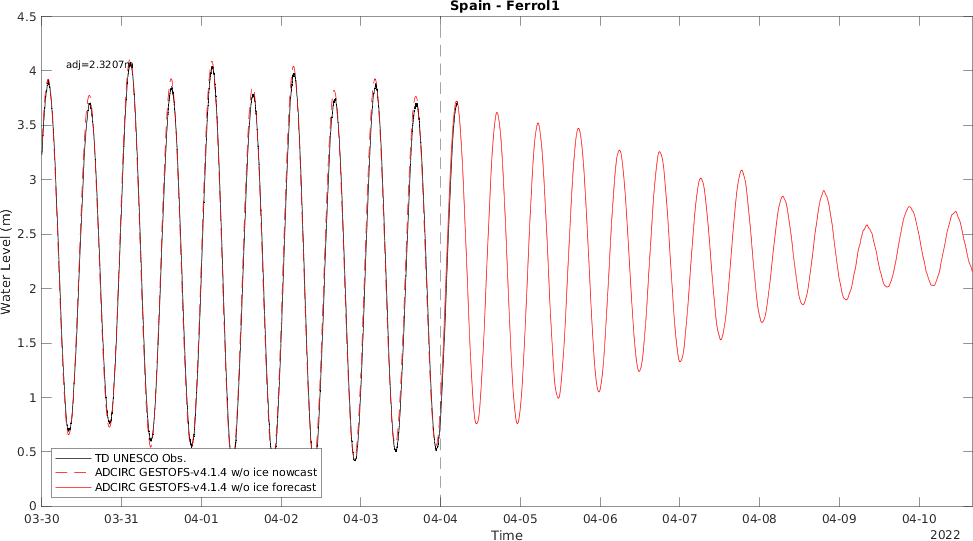 Spain - Ferrol1
4.5
adj=2.3207m
4
3.5
3
2.5
Water Level (m)
2
1.5
1
0.5
0
TD UNESCO Obs.
ADCIRC GESTOFS-v4.1.4 w/o ice nowcast
ADCIRC GESTOFS-v4.1.4 w/o ice forecast
03-30 03-31 04-01 04-02 04-03 04-04 04-05 04-06 04-07 04-08 04-09 04-10
Time
2022